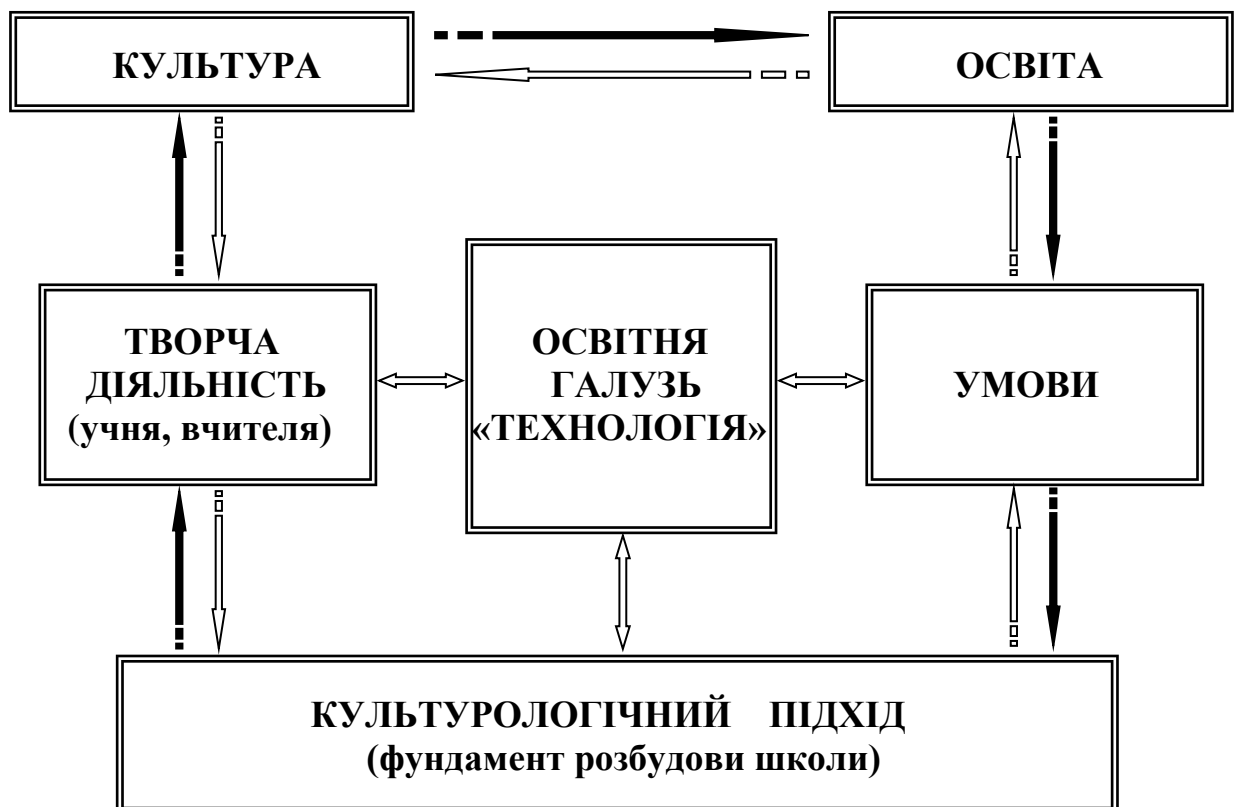 КУЛЬТУРА
ОСВІТА
ТВОРЧА
ДІЯЛЬНІСТЬ
(учня, вчителя)
ОСВІТНЯ
ГАЛУЗЬ
«ТЕХНОЛОГІЯ»
УМОВИ
КУЛЬТУРОЛОГІЧНИЙ ПІДХІД
(фундамент розбудови школи)